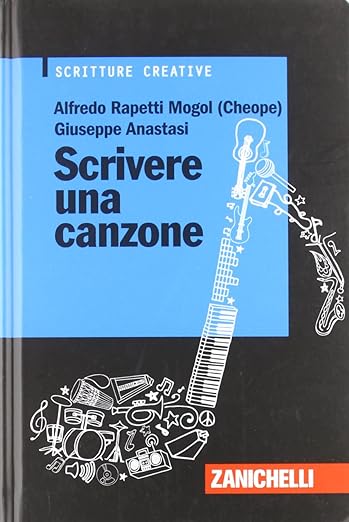 SCRITTURE CREATIVE
Alfredo Rapetti Mogol (Cheope)
Giuseppe Anastasi
Scrivere
una
canzone
ZANICHELLI